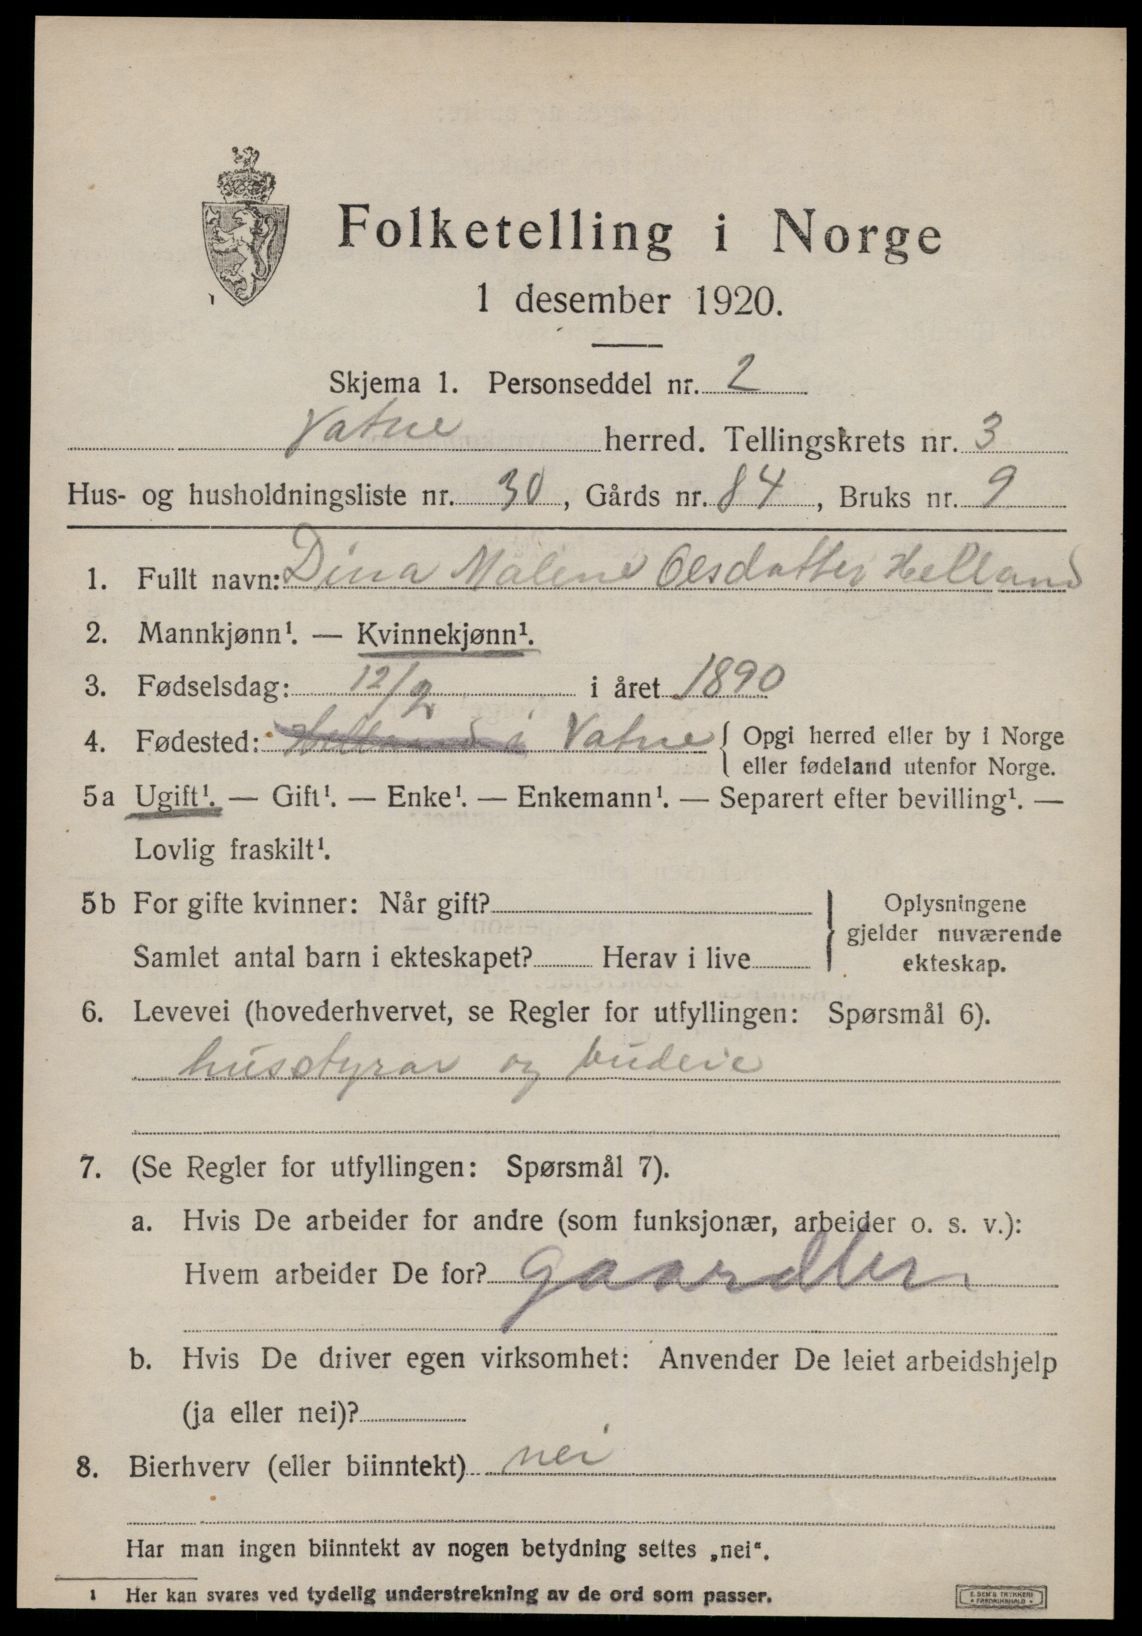 Folketelling i Norge
1 desember 1920.
Skjema 1. Personseddel nr. 2
Vatne herred. Tellingskrets nr. 3
Hus- og husholdningsliste nr. 30, Gårds nr. 84, Bruks nr. 9
1. Fullt navn: Dina Malene Olsdatter Helland
2. Mannkjønn¹. — Kvinnekjønn¹.
3. Fødselsdag: 12/2 i året 1890
4. Fødested: Helland i Vatne { Opgi herred eller by i Norge
eller fødeland utenfor Norge.
5a Ugift¹. — Gift¹. — Enke¹. — Enkemann¹. — Separert efter bevilling¹. —
Lovlig fraskilt¹.
5b For gifte kvinner: Når gift?
Samlet antal barn i ekteskapet? Herav i live
} Oplysningene
gjelder nuværende
ekteskap.
6. Levevei (hovederhvervet, se Regler for utfyllingen: Spørsmål 6).
husstyrar og budeie
7. (Se Regler for utfyllingen: Spørsmål 7).
a. Hvis De arbeider for andre (som funksjonær, arbeider o. s. v.):
Hvem arbeider De for?
b. Hvis De driver egen virksomhet: Anvender De leiet arbeidshjelp
(ja eller nei)?
8. Bierhverv (eller biinntekt) nei
Har man ingen biinntekt av nogen betydning settes „nei“.
1 Her kan svares ved tydelig understrekning av de ord som passer.